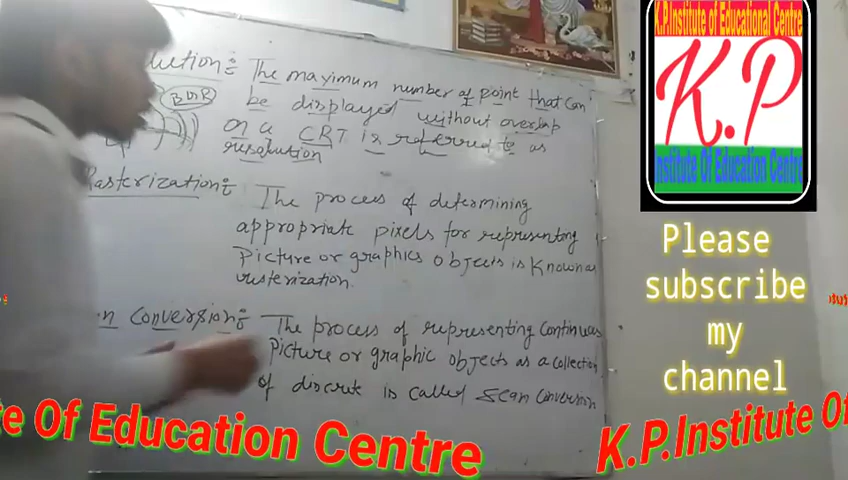 lution:- The maximum number of point that can
be displayed without overlap
on a CRT is referred to as
resolution
Rasterization:- The process of determining
appropriate pixels for representing
Picture or graphics objects is Known as
rusterization.
n Conversion:- The process of representing Continuous
Picture or graphic objects as a collection
of discrete is called Scan Conversion
K.P.Institute of Educational Centre
K.P
Institute Of Education Centre
Please
subscribe
my
channel
te Of Education Centre
K.P.Institute Of